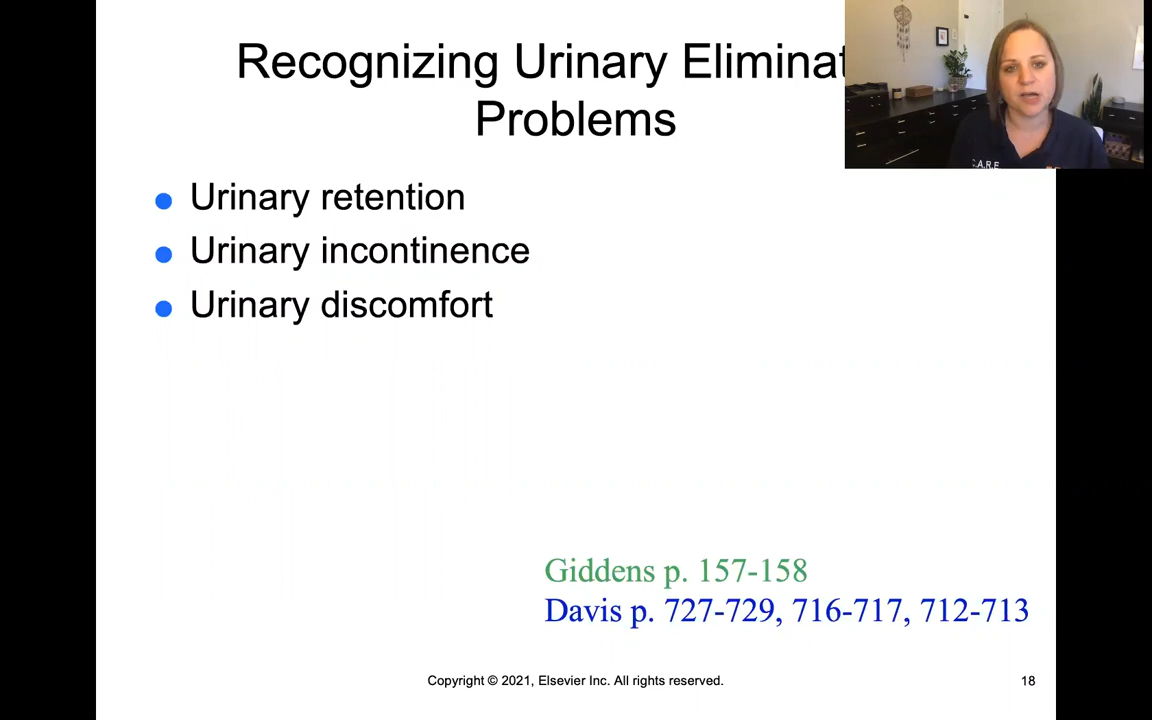 Recognizing Urinary Eliminat
Problems
Urinary retention
Urinary incontinence
Urinary discomfort
Giddens p. 157-158
Davis p. 727-729, 716-717, 712-713
Copyright © 2021, Elsevier Inc. All rights reserved.
18
C.A.R.E